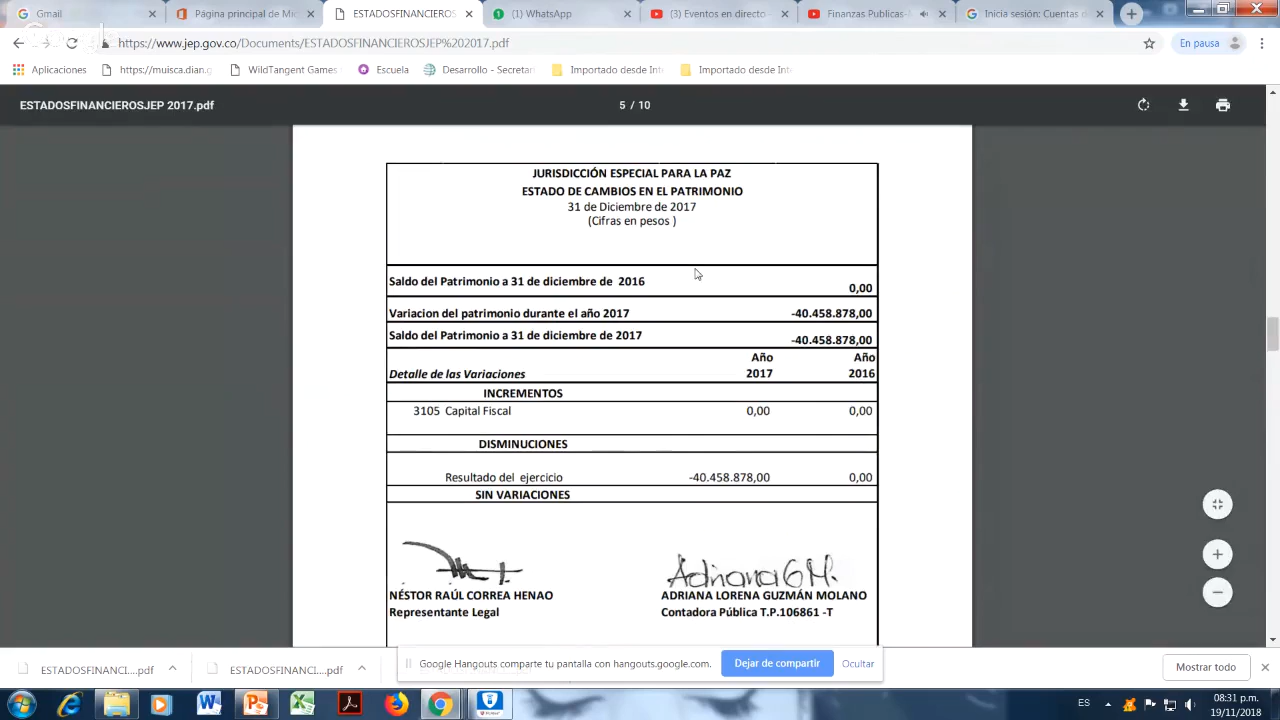 Gmail
Página principal de Mic
ESTADOSFINANCIEROS
(1) WhatsApp
(3) Eventos en directo -
Finanzas Publicas-
Inicia sesión: Cuentas d
https://www.jep.gov.co/Documents/ESTADOSFINANCIEROSJEP%202017.pdf
En pausa
Aplicaciones
https://muisca.dian.g
WildTangent Games
Escuela
Desarrollo - Secretar
Importado desde Int
Importado desde Int
ESTADOSFINANCIEROSJEP 2017.pdf
5 / 10
JURISDICCIÓN ESPECIAL PARA LA PAZ
ESTADO DE CAMBIOS EN EL PATRIMONIO
31 de Diciembre de 2017
(Cifras en pesos )
Saldo del Patrimonio a 31 de diciembre de 2016 0,00
Variacion del patrimonio durante el año 2017 -40.458.878,00
Saldo del Patrimonio a 31 de diciembre de 2017 -40.458.878,00
Año Año
Detalle de las Variaciones 2017 2016
INCREMENTOS
3105 Capital Fiscal 0,00 0,00
DISMINUCIONES
Resultado del ejercicio -40.458.878,00 0,00
SIN VARIACIONES
Adriana G M.
NÉSTOR RAÚL CORREA HENAO ADRIANA LORENA GUZMÁN MOLANO
Representante Legal Contadora Pública T.P.106861 -T
ESTADOSFINANCI....pdf
ESTADOSFINANCI....pdf
Google Hangouts comparte tu pantalla con hangouts.google.com.
Dejar de compartir
Ocultar
Mostrar todo
ES
08:31 p.m.
19/11/2018